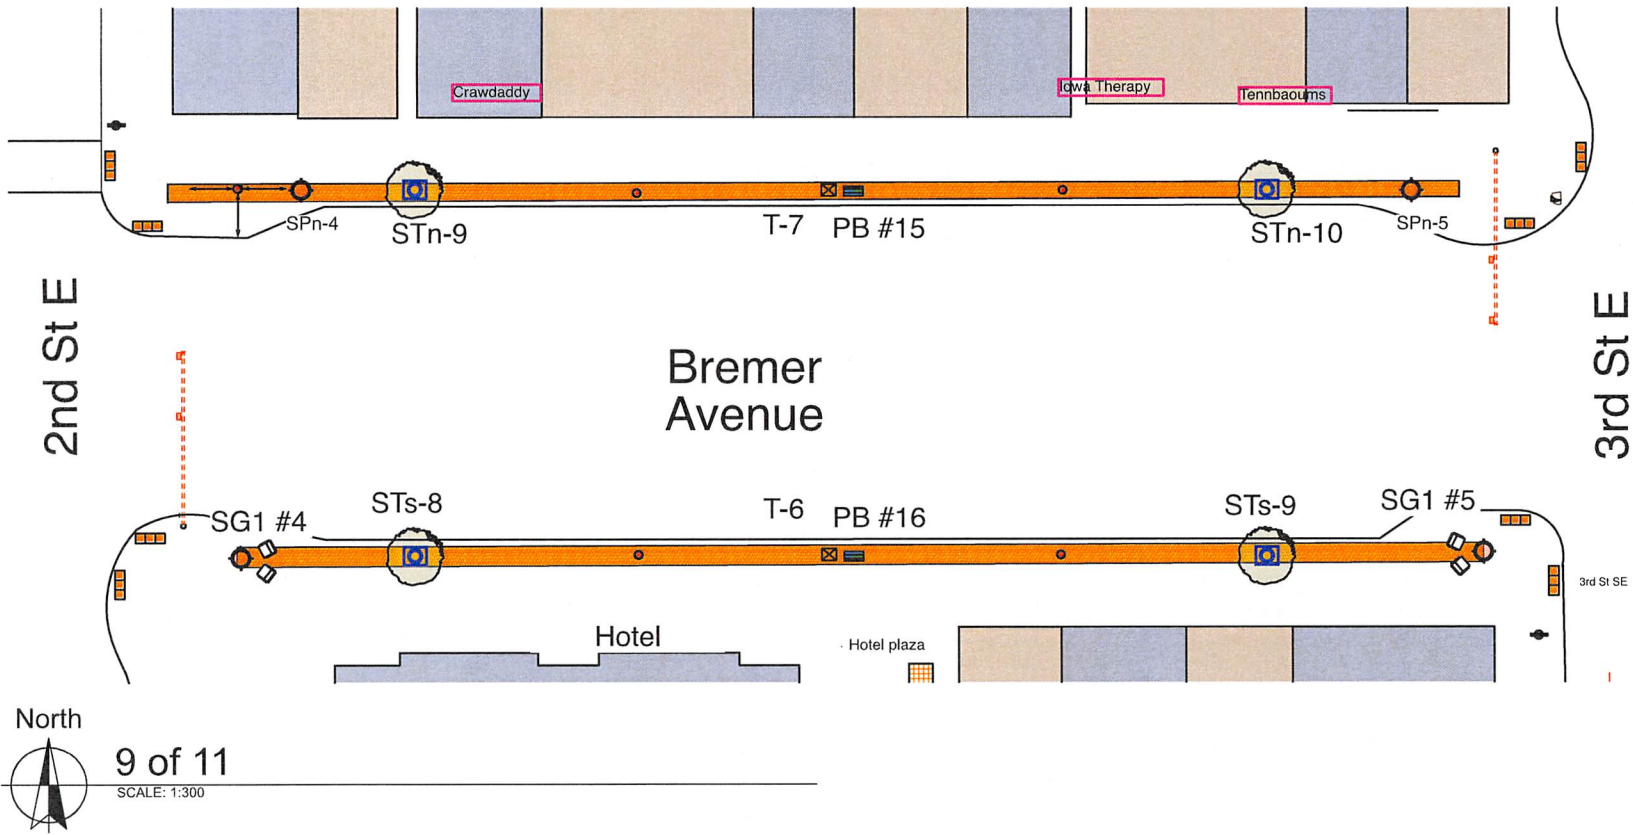 Crawdaddy
Iowa Therapy
Tennbaoums
SPn-4
STn-9
T-7
PB #15
STn-10
SPn-5
2nd St E
Bremer
Avenue
3rd St E
SG1 #4
STs-8
T-6
PB #16
STs-9
SG1 #5
3rd St SE
Hotel
Hotel plaza
North
9 of 11
SCALE: 1:300